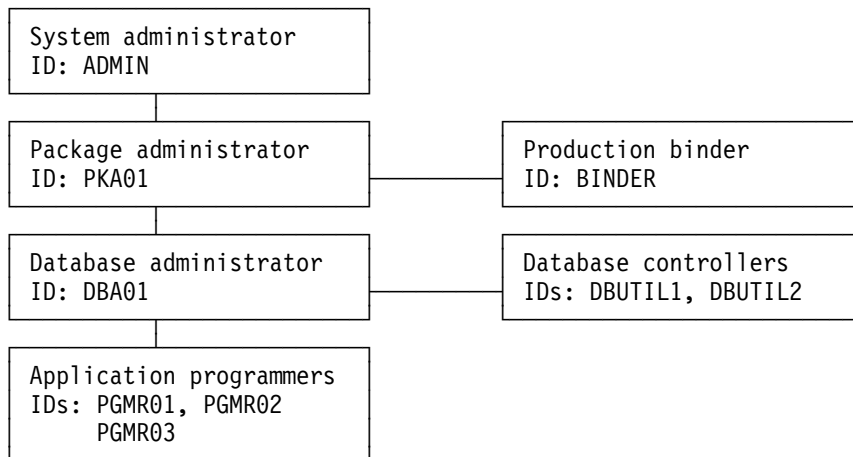 System administrator
ID: ADMIN
Package administrator
ID: PKA01
Production binder
ID: BINDER
Database administrator
ID: DBA01
Database controllers
IDs: DBUTIL1, DBUTIL2
Application programmers
IDs: PGMR01, PGMR02
PGMR03